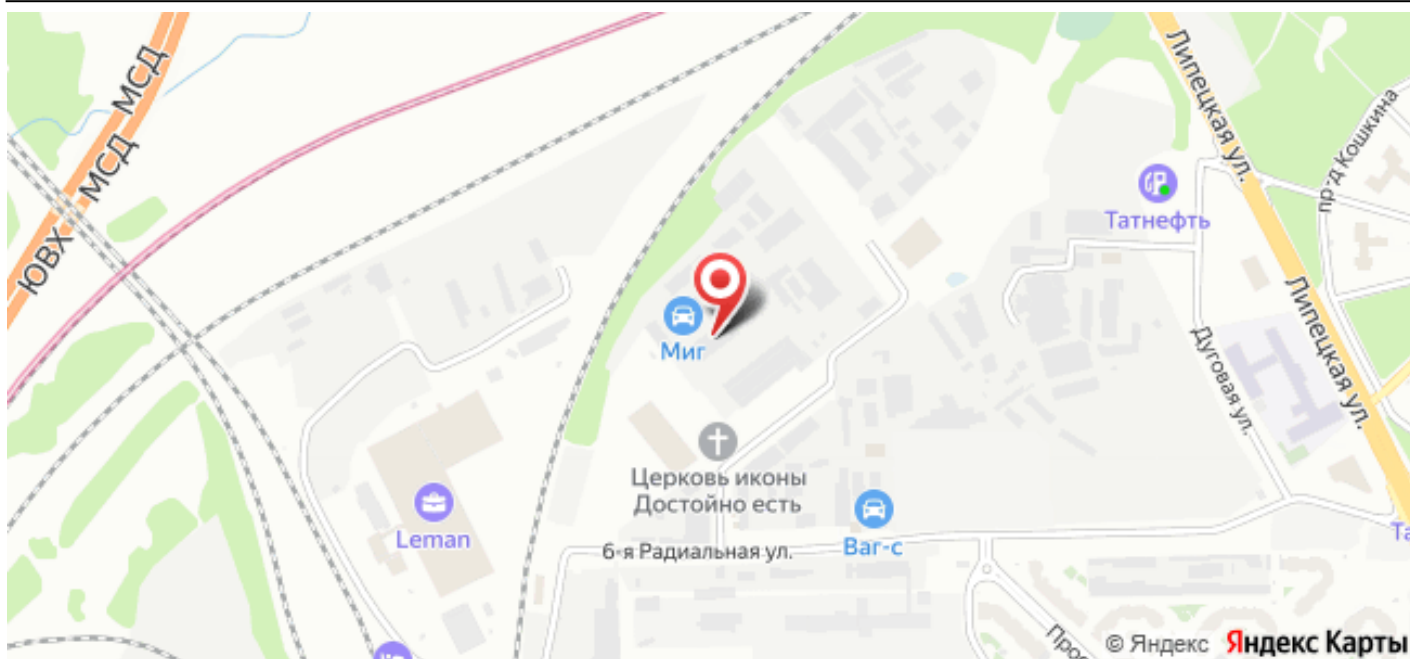 МСД
МСД
ЮВХ
Липецкая ул.
пр-д Кошкина
Татнефть
Липецкая ул.
Дуговая ул.
Миг
Церковь иконы
Достойно есть
Leman
6-я Радиальная ул.
Ваг-с
© Яндекс Яндекс Карты